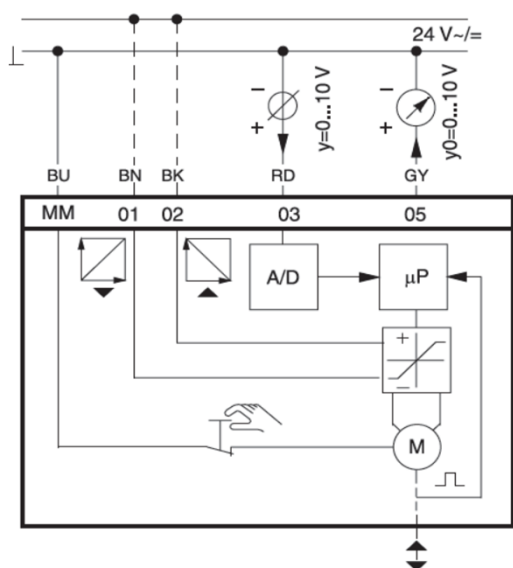 24 V~/=
⊥
−
+
y=0...10 V
−
+
y0=0...10 V
BU
BN
BK
RD
GY
MM
01
02
03
05
A/D
μP
+
−
M